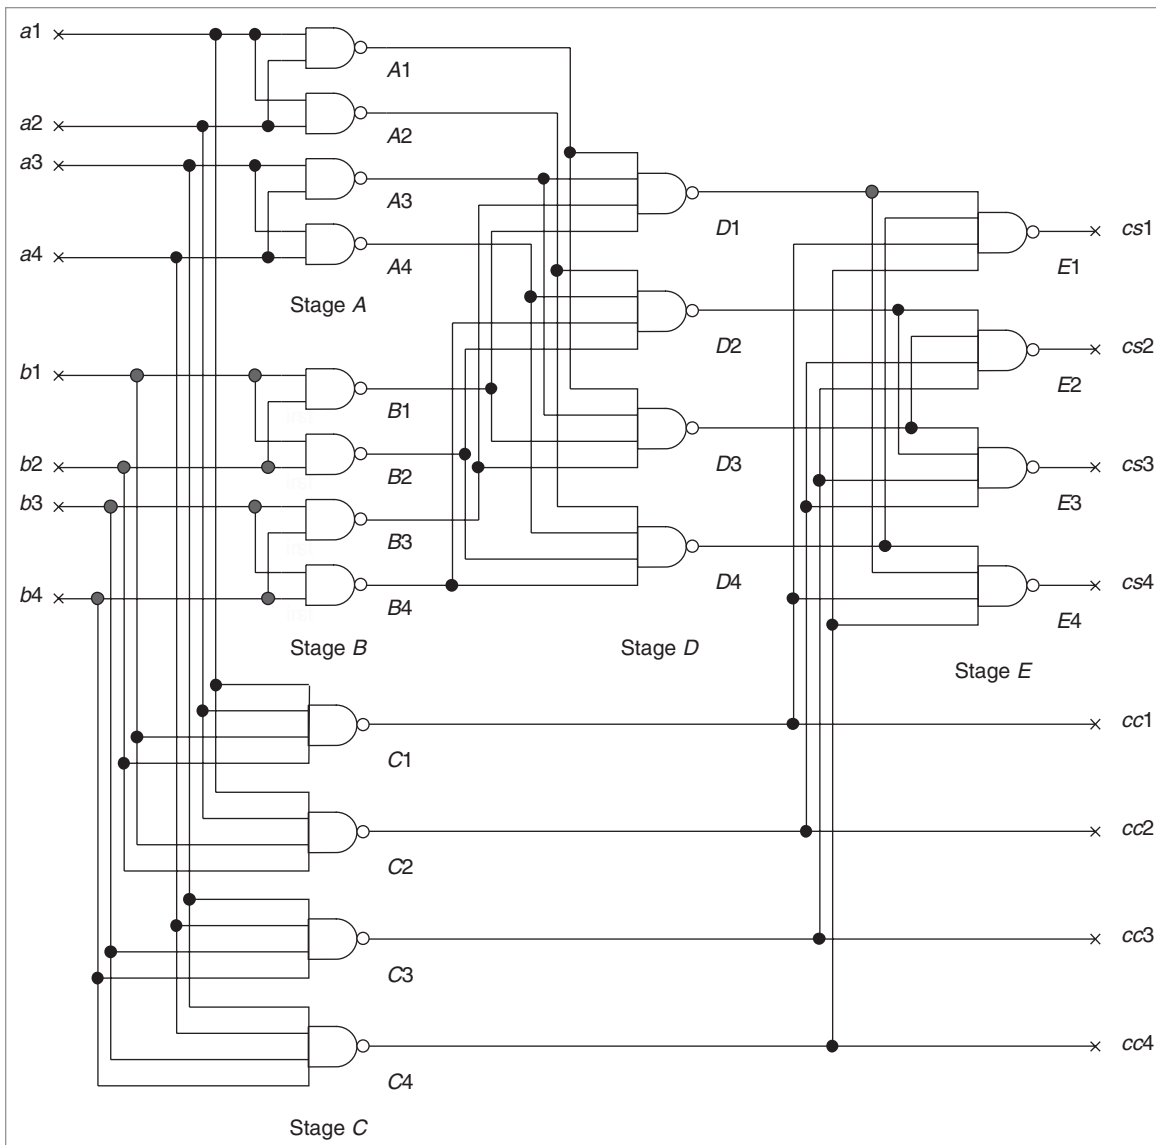 a1
A1
a2
A2
a3
A3
D1
cs1
a4
A4
E1
Stage A
D2
cs2
b1
B1
E2
b2
B2
D3
cs3
b3
B3
E3
b4
B4
D4
cs4
E4
Stage B
Stage D
Stage E
C1
cc1
C2
cc2
C3
cc3
C4
cc4
Stage C